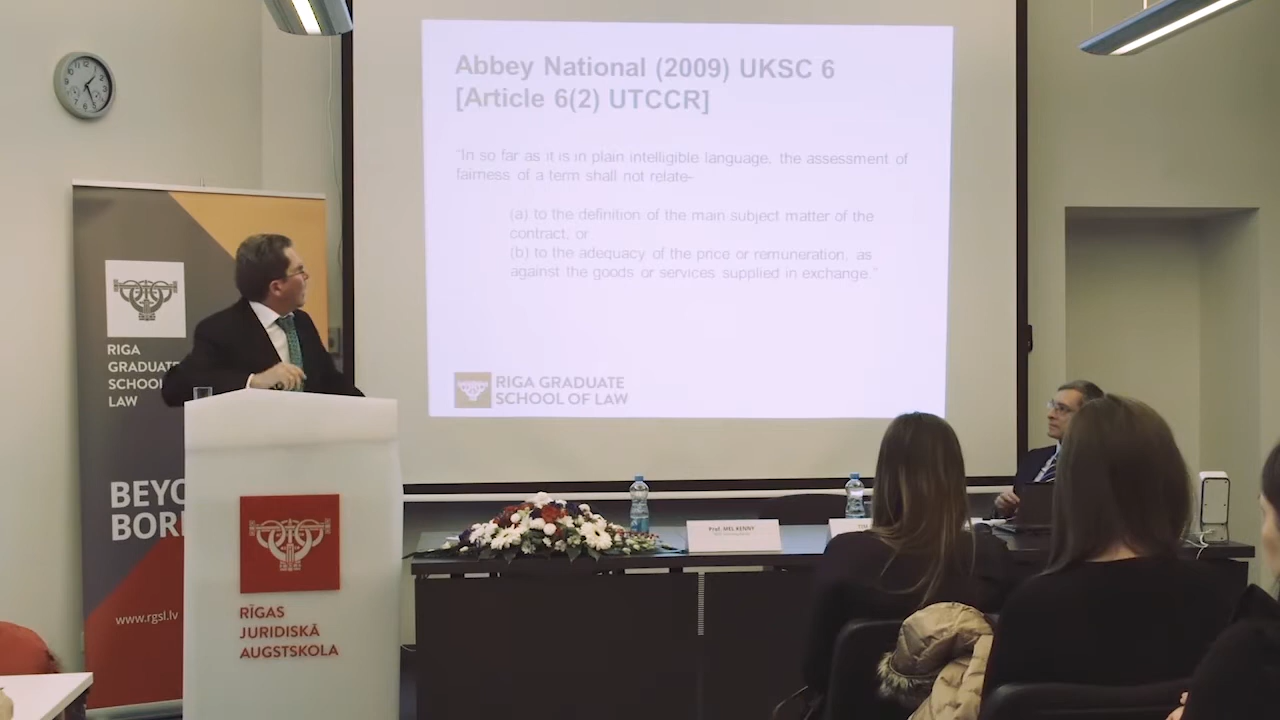 Abbey National (2009) UKSC 6
[Article 6(2) UTCCR]
"In so far as it is in plain intelligible language, the assessment of
fairness of a term shall not relate-
(a) to the definition of the main subject matter of the
contract, or
(b) to the adequacy of the price or remuneration, as
against the goods or services supplied in exchange."
RIGA GRADUATE
SCHOOL OF LAW
RIGA
GRADUATE
SCHOOL
LAW
BEYO
BORD
www.rgsl.lv
RĪGAS
JURIDISKĀ
AUGSTSKOLA
Prof. MEL KENNY